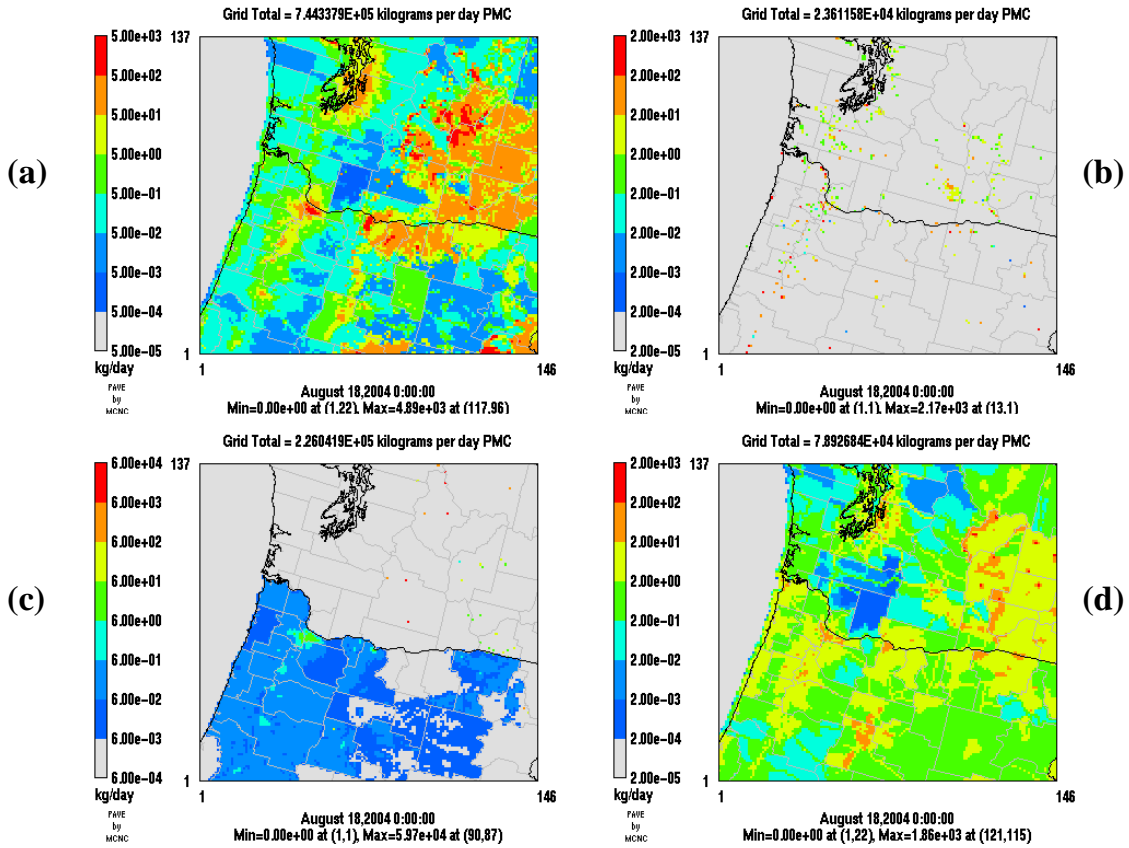 Grid Total = 7.443379E+05 kilograms per day PMC
(a)
5.00e+03
5.00e+02
5.00e+01
5.00e+00
5.00e−01
5.00e−02
5.00e−03
5.00e−04
5.00e−05
kg/day
PAVE
by
MCNC
137
1
1
146
August 18,2004 0:00:00
Min=0.00e+00 at (1,22), Max=4.89e+03 at (117,96)
Grid Total = 2.361158E+04 kilograms per day PMC
(b)
2.00e+03
2.00e+02
2.00e+01
2.00e+00
2.00e−01
2.00e−02
2.00e−03
2.00e−04
2.00e−05
kg/day
PAVE
by
MCNC
137
1
1
146
August 18,2004 0:00:00
Min=0.00e+00 at (1,1), Max=2.17e+03 at (13,1)
Grid Total = 2.260419E+05 kilograms per day PMC
(c)
6.00e+04
6.00e+03
6.00e+02
6.00e+01
6.00e+00
6.00e−01
6.00e−02
6.00e−03
6.00e−04
kg/day
PAVE
by
MCNC
137
1
1
146
August 18,2004 0:00:00
Min=0.00e+00 at (1,1), Max=5.97e+04 at (90,87)
Grid Total = 7.892684E+04 kilograms per day PMC
(d)
2.00e+03
2.00e+02
2.00e+01
2.00e+00
2.00e−01
2.00e−02
2.00e−03
2.00e−04
2.00e−05
kg/day
PAVE
by
MCNC
137
1
1
146
August 18,2004 0:00:00
Min=0.00e+00 at (1,22), Max=1.86e+03 at (121,115)